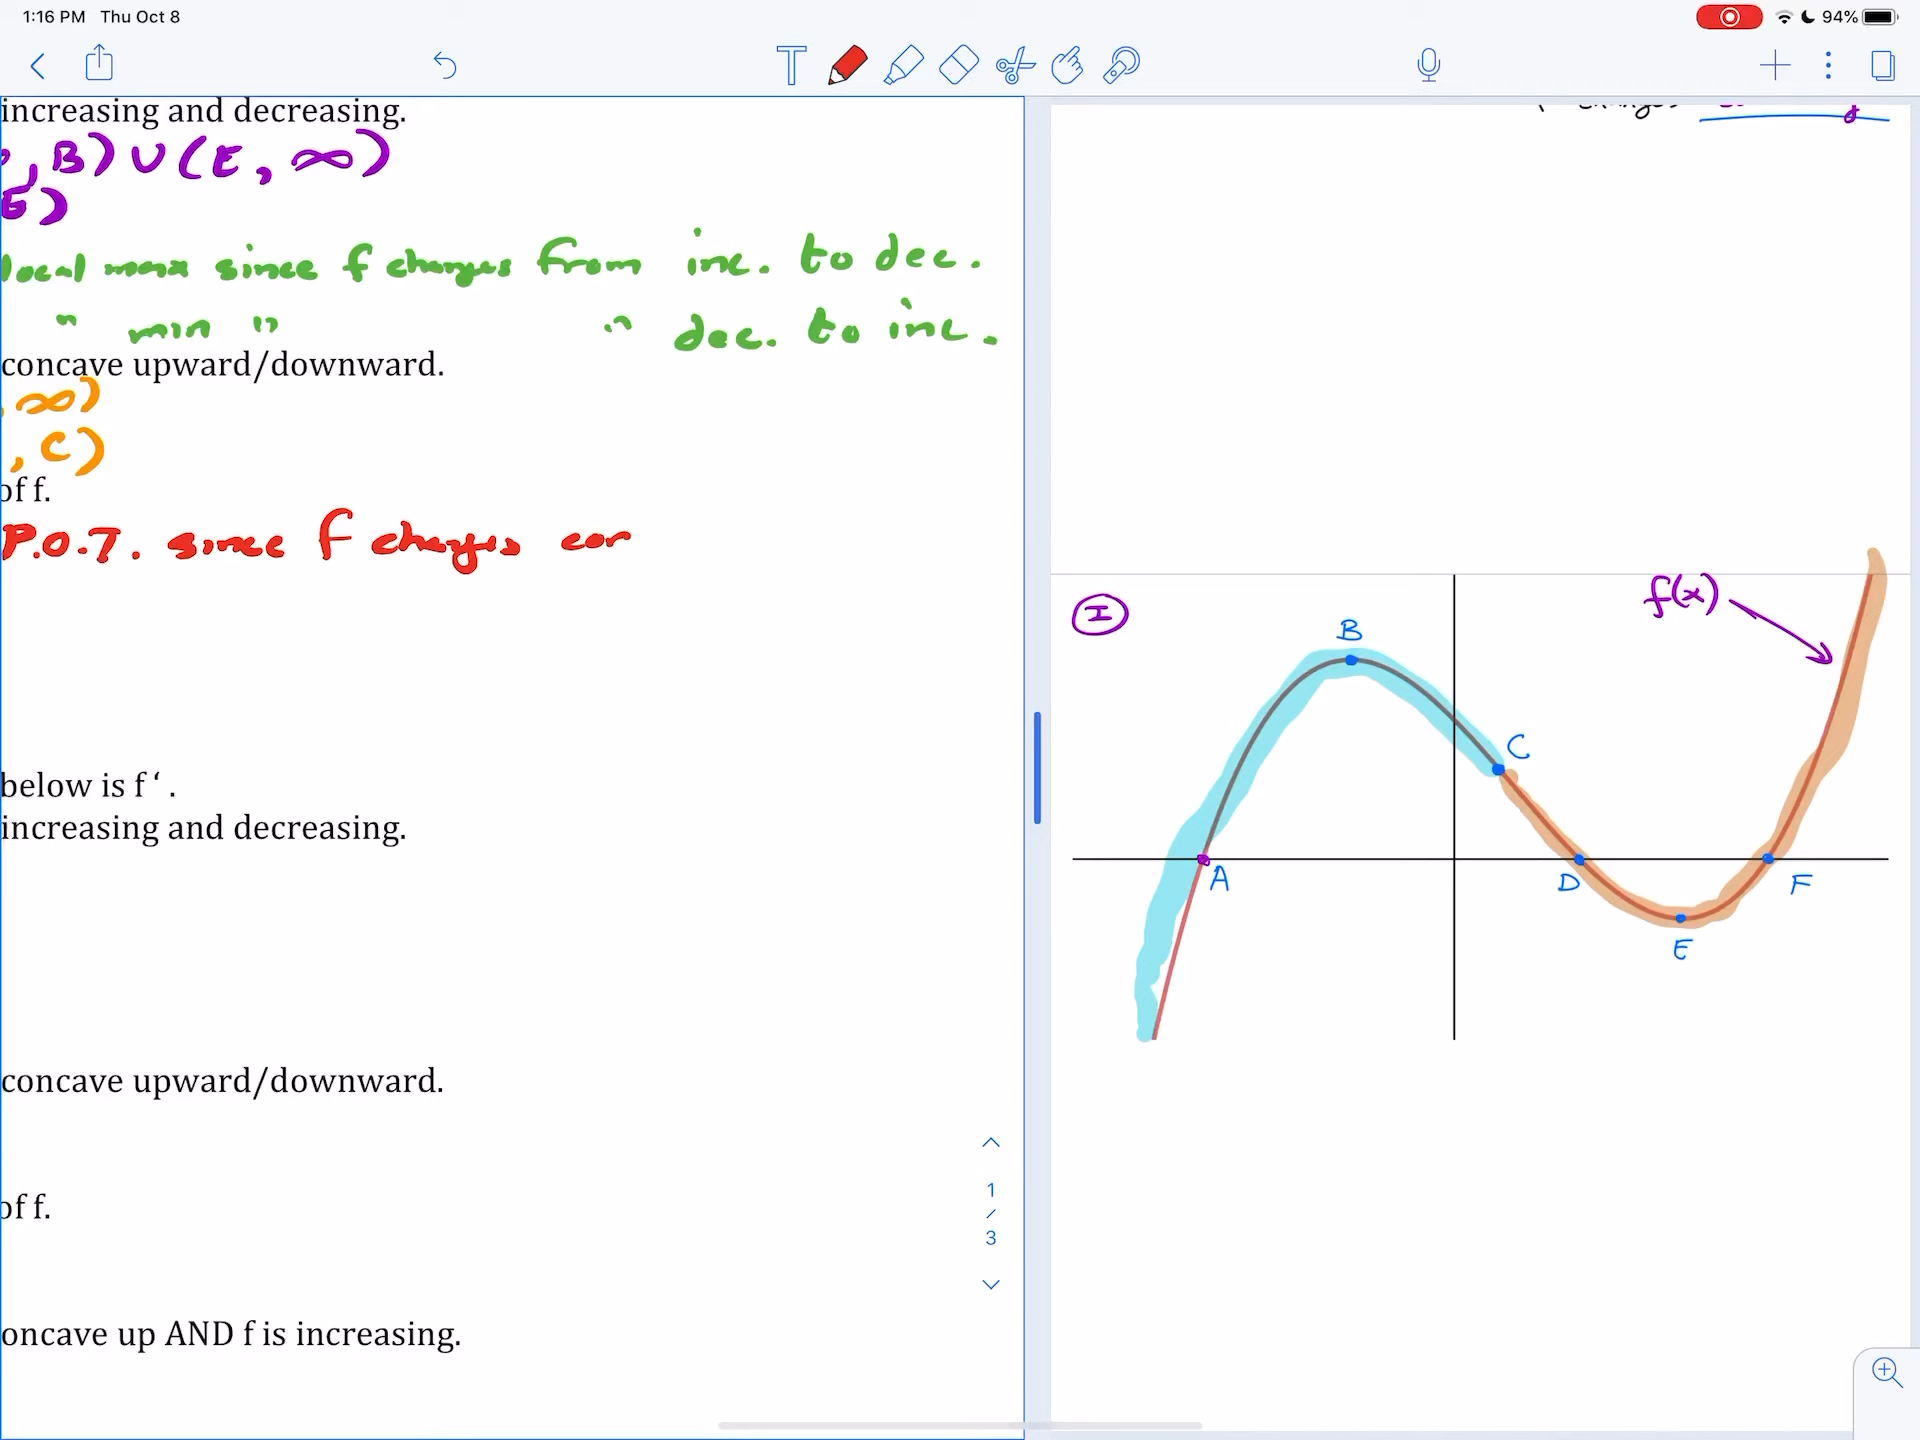 1:16 PM Thu Oct 8
94%
increasing and decreasing.
, B) ∪ (E, ∞)
E)
local max since f changes from inc. to dec.
" min " " dec. to inc.
concave upward/downward.
, ∞)
, C)
of f.
P.O.I. since f changes con
below is f ‘ .
increasing and decreasing.
concave upward/downward.
of f.
oncave up AND f is increasing.
1
/
3
I
f(x)
B
C
A
D
F
E